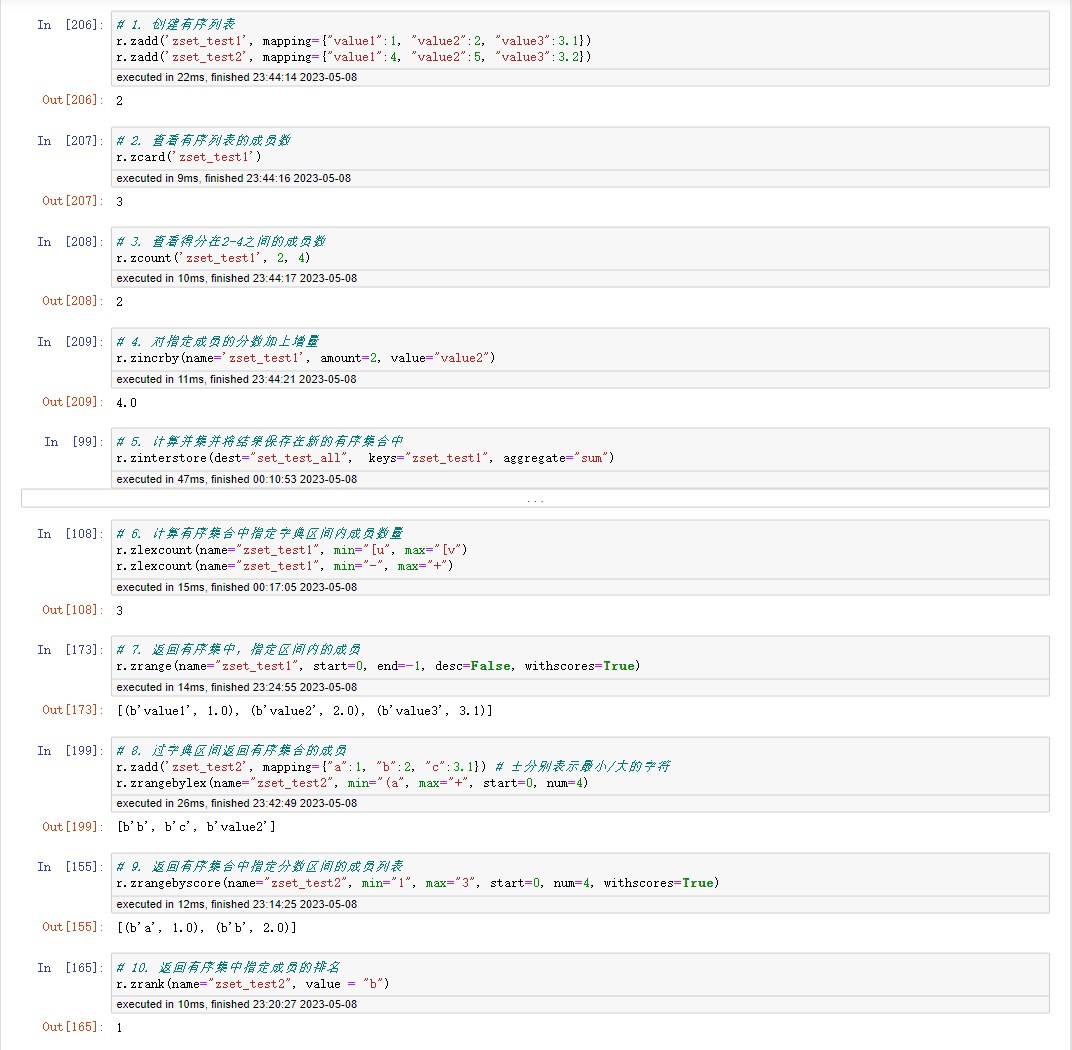 In [206]:
# 1. 创建有序列表
r.zadd('zset_test1', mapping={"value1":1, "value2":2, "value3":3.1})
r.zadd('zset_test2', mapping={"value1":4, "value2":5, "value3":3.2})
executed in 22ms, finished 23:44:14 2023-05-08
Out[206]: 2
In [207]:
# 2. 查看有序列表的成员数
r.zcard('zset_test1')
executed in 9ms, finished 23:44:16 2023-05-08
Out[207]: 3
In [208]:
# 3. 查看得分在2-4之间的成员数
r.zcount('zset_test1', 2, 4)
executed in 10ms, finished 23:44:17 2023-05-08
Out[208]: 2
In [209]:
# 4. 对指定成员的分数加上增量
r.zincrby(name='zset_test1', amount=2, value="value2")
executed in 11ms, finished 23:44:21 2023-05-08
Out[209]: 4.0
In [99]:
# 5. 计算并集并将结果保存在新的有序集合中
r.zinterstore(dest="set_test_all",  keys="zset_test1", aggregate="sum")
executed in 47ms, finished 00:10:53 2023-05-08
...
In [108]:
# 6. 计算有序集合中指定字典区间内成员数量
r.zlexcount(name="zset_test1", min="[u", max="[v")
r.zlexcount(name="zset_test1", min="-", max="+")
executed in 15ms, finished 00:17:05 2023-05-08
Out[108]: 3
In [173]:
# 7. 返回有序集中，指定区间内的成员
r.zrange(name="zset_test1", start=0, end=-1, desc=False, withscores=True)
executed in 14ms, finished 23:24:55 2023-05-08
Out[173]: [(b'value1', 1.0), (b'value2', 2.0), (b'value3', 3.1)]
In [199]:
# 8. 过字典区间返回有序集合的成员
r.zadd('zset_test2', mapping={"a":1, "b":2, "c":3.1}) # 士分别表示最小/大的字符
r.zrangebylex(name="zset_test2", min="(a", max="+", start=0, num=4)
executed in 26ms, finished 23:42:49 2023-05-08
Out[199]: [b'b', b'c', b'value2']
In [155]:
# 9. 返回有序集合中指定分数区间的成员列表
r.zrangebyscore(name="zset_test2", min="1", max="3", start=0, num=4, withscores=True)
executed in 12ms, finished 23:14:25 2023-05-08
Out[155]: [(b'a', 1.0), (b'b', 2.0)]
In [165]:
# 10. 返回有序集中指定成员的排名
r.zrank(name="zset_test2", value = "b")
executed in 10ms, finished 23:20:27 2023-05-08
Out[165]: 1